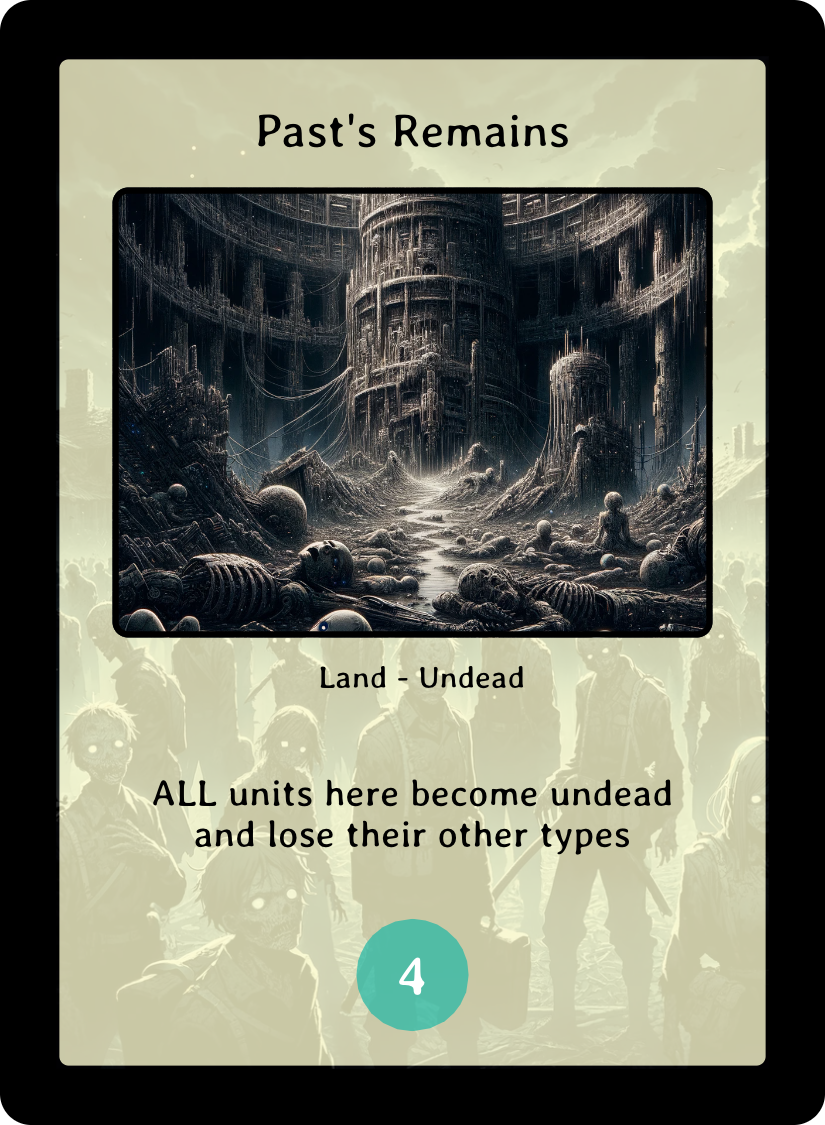 Past's Remains
Land - Undead
ALL units here become undead
and lose their other types
4